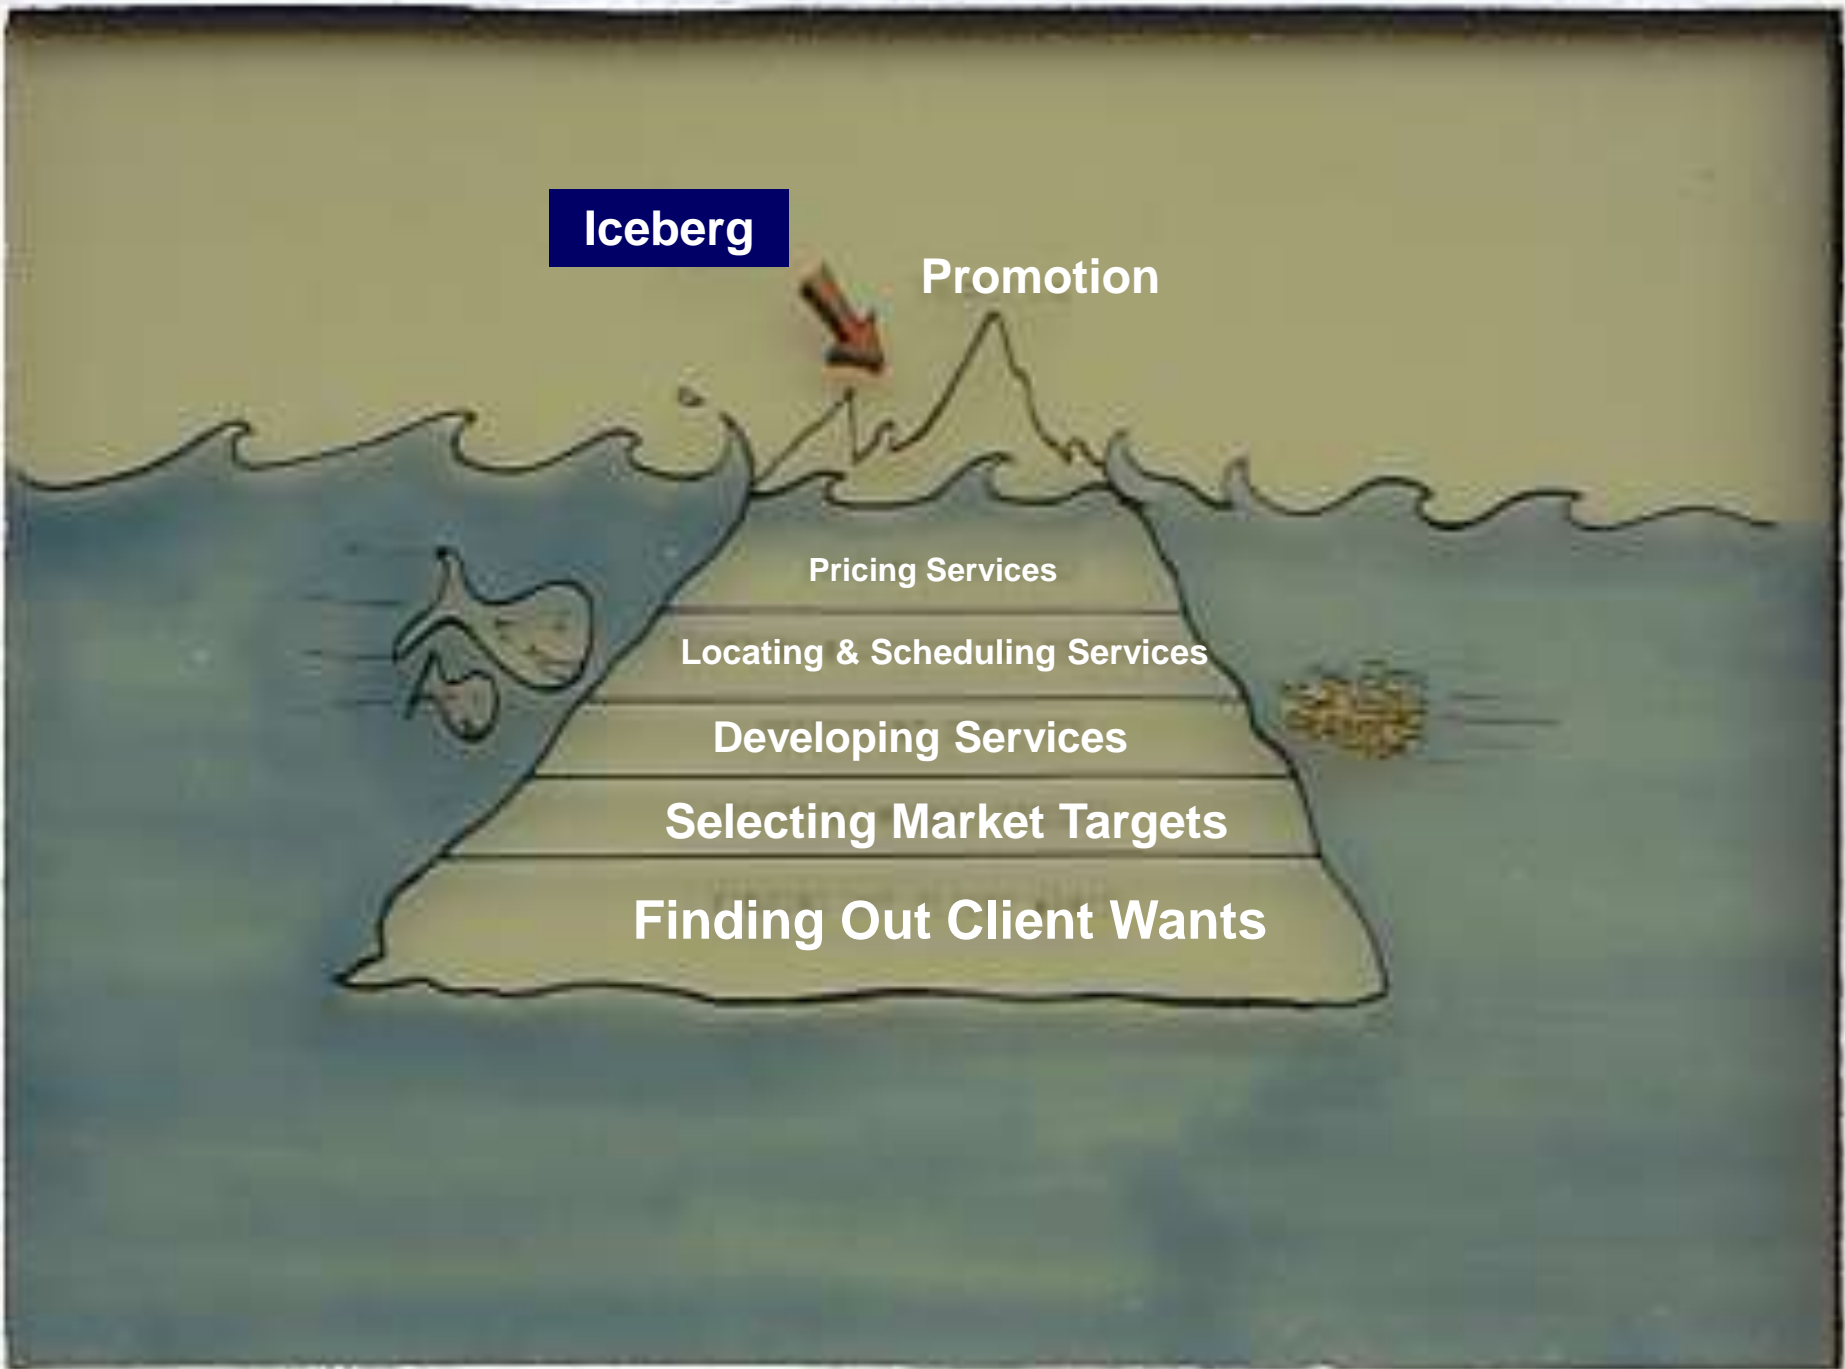 Iceberg
Promotion
Pricing Services
Locating & Scheduling Services
Developing Services
Selecting Market Targets
Finding Out Client Wants